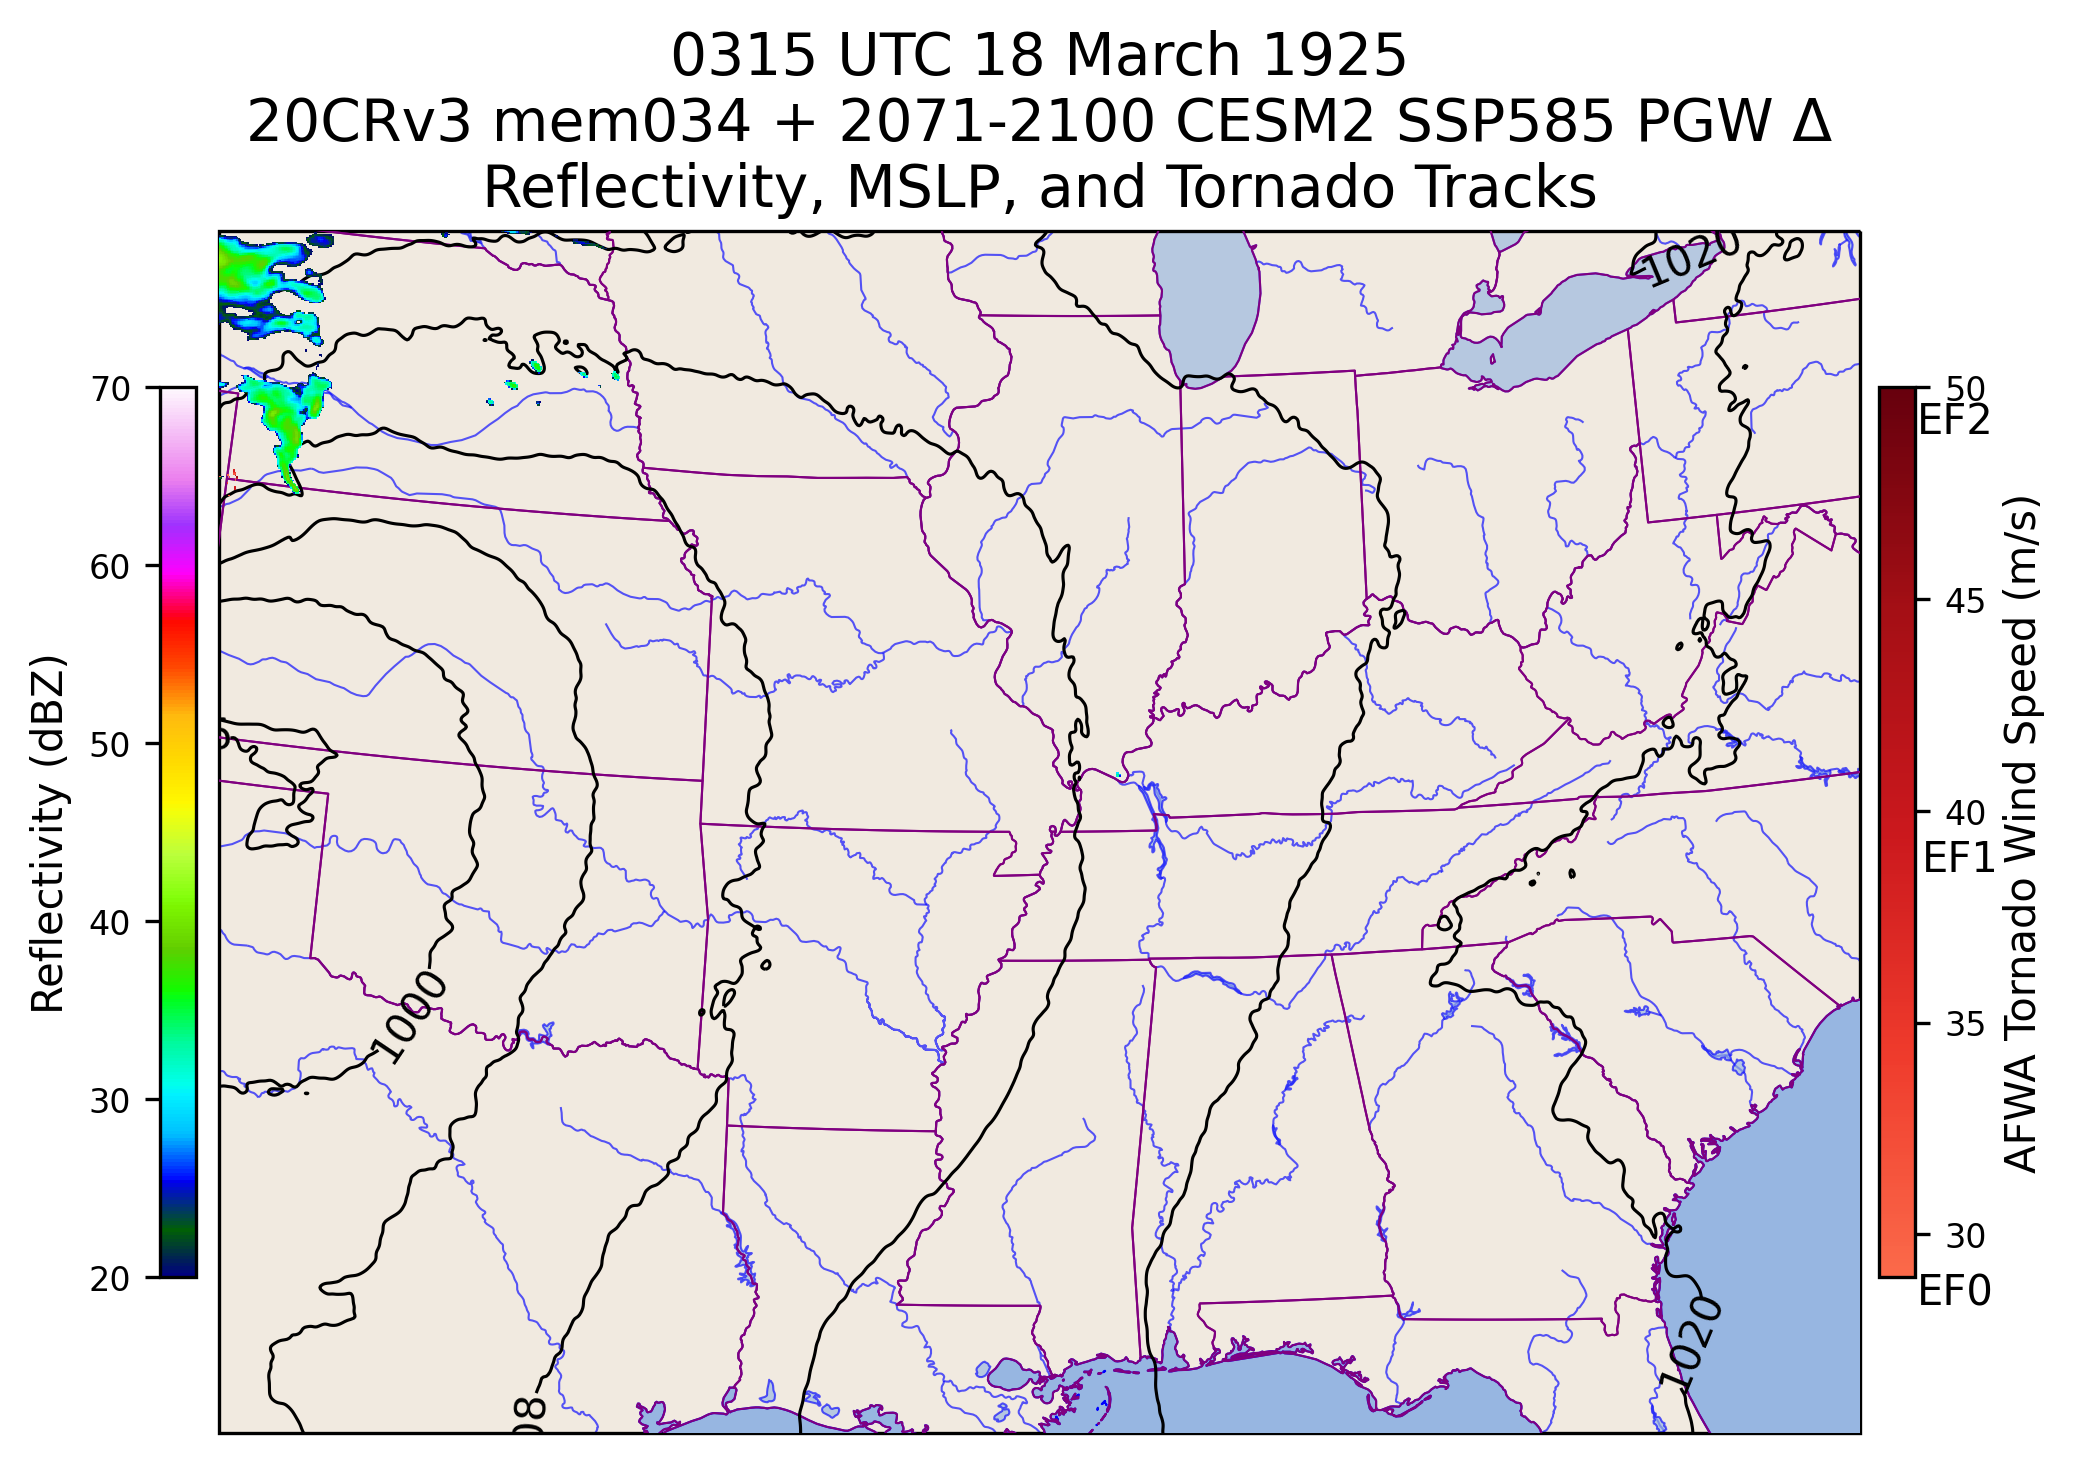 0315 UTC 18 March 1925
20CRv3 mem034 + 2071-2100 CESM2 SSP585 PGW Δ
Reflectivity, MSLP, and Tornado Tracks
1020
70
60
50
40
30
20
Reflectivity (dBZ)
1000
08
1020
50
EF2
45
40
EF1
35
30
EF0
AFWA Tornado Wind Speed (m/s)